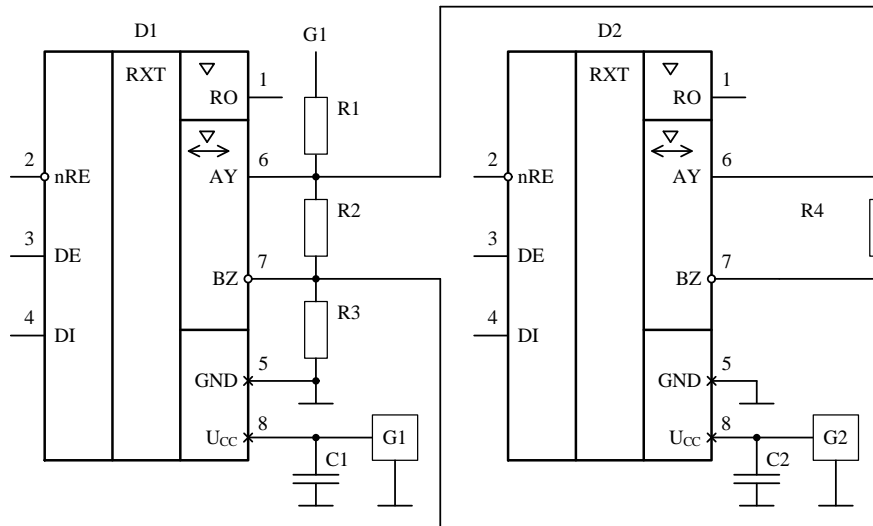 D1
G1
D2
RXT
1
RO
R1
RXT
1
RO
2
nRE
6
AY
2
nRE
6
AY
R2
R4
3
DE
3
DE
7
BZ
7
BZ
R3
4
DI
4
DI
5
GND
5
GND
8
UCC
G1
8
UCC
G2
C1
C2